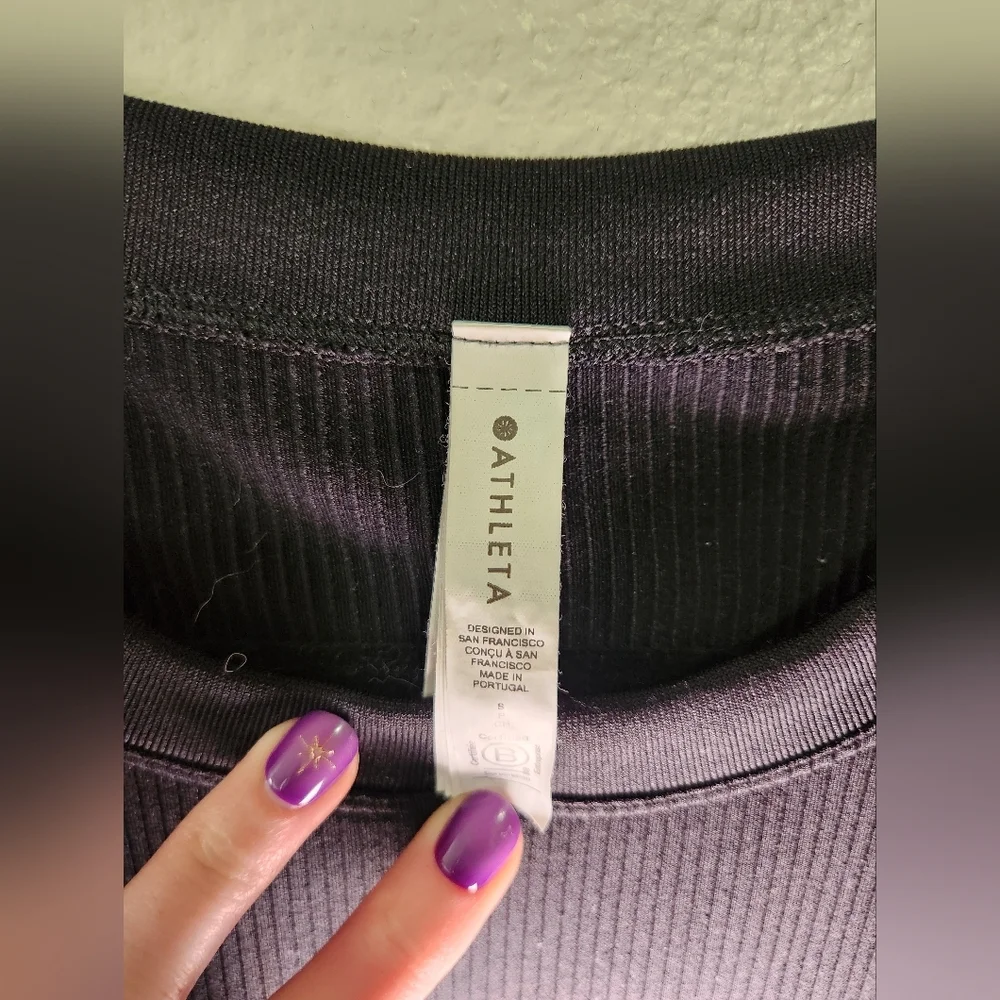 ATHLETA
DESIGNED IN
SAN FRANCISCO
CONÇU À SAN
FRANCISCO
MADE IN
PORTUGAL
B